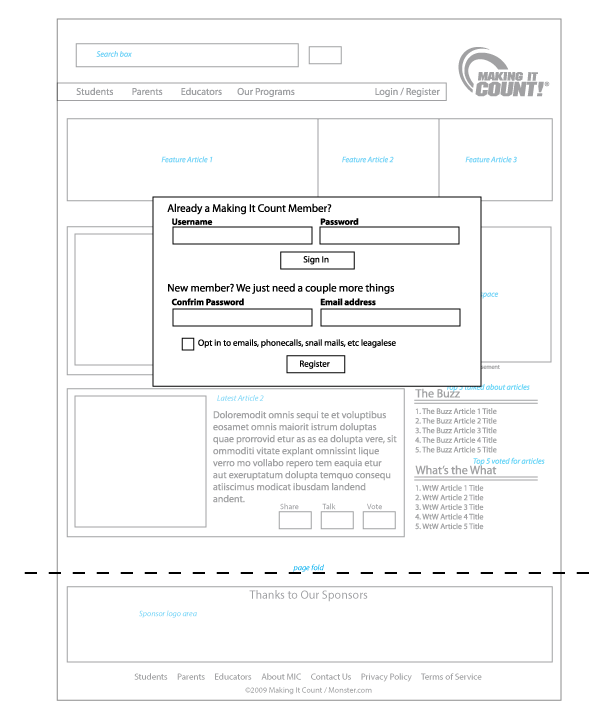 Search box
MAKING IT
COUNT!®
Students Parents Educators Our Programs Login / Register
Feature Article 1 Feature Article 2 Feature Article 3
Already a Making It Count Member?
Username Password
Sign In
New member? We just need a couple more things
Confrim Password Email address
Opt in to emails, phonecalls, snail mails, etc leagalese
Register
space
Top 5 talked about articles
The Buzz
1. The Buzz Article 1 Title
2. The Buzz Article 2 Title
3. The Buzz Article 3 Title
4. The Buzz Article 4 Title
5. The Buzz Article 5 Title
Top 5 voted for articles
What's the What
1. WtW Article 1 Title
2. WtW Article 2 Title
3. WtW Article 3 Title
4. WtW Article 4 Title
5. WtW Article 5 Title
Latest Article 2
Doloremodit omnis sequi te et voluptibus
eosamet omnis maiorit istrum doluptas
quae prorrovid etur as as ea dolupta vere, sit
ommoditi vitate explant omnissint lique
verro mo vollabo repero tem eaquia etur
aut exeruptatum dolupta temquo consequ
atiiscimus modicat ibusdam landend
andent.
Share Talk Vote
page fold
Thanks to Our Sponsors
Sponsor logo area
Students Parents Educators About MIC Contact Us Privacy Policy Terms of Service
©2009 Making It Count / Monster.com